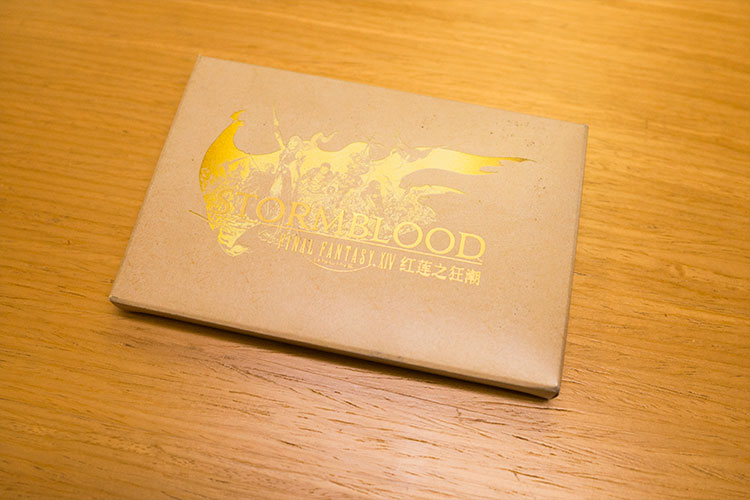 STORMBLOOD
FINAL FANTASY XIV 红莲之狂潮